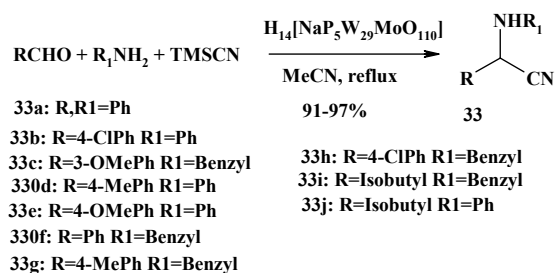 RCHO + R₁NH₂ + TMSCN
H₁₄[NaP₅W₂₉MoO₁₁₀]
MeCN, reflux
91-97%
NHR₁
R
CN
33
33a: R,R1=Ph
33b: R=4-ClPh R1=Ph
33c: R=3-OMePh R1=Benzyl
330d: R=4-MePh R1=Ph
33e: R=4-OMePh R1=Ph
330f: R=Ph R1=Benzyl
33g: R=4-MePh R1=Benzyl
33h: R=4-ClPh R1=Benzyl
33i: R=Isobutyl R1=Benzyl
33j: R=Isobutyl R1=Ph